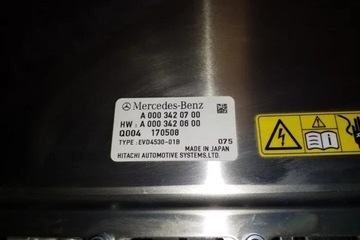 Mercedes-Benz
A 000 342 07 00
HW : A 000 342 06 00
Q004 170508
TYPE : EVD4530-01B 075
MADE IN JAPAN
HITACHI AUTOMOTIVE SYSTEMS,LTD.